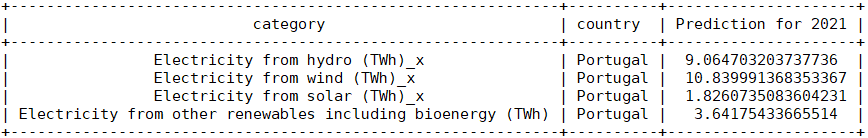 +--------------------------------------------------------------+----------+---------------------+
| category | country | Prediction for 2021 |
+--------------------------------------------------------------+----------+---------------------+
| Electricity from hydro (TWh)_x | Portugal | 9.064703203737736 |
| Electricity from wind (TWh)_x | Portugal | 10.839991368353367 |
| Electricity from solar (TWh)_x | Portugal | 1.8260735083604231 |
| Electricity from other renewables including bioenergy (TWh) | Portugal | 3.64175433665514 |
+--------------------------------------------------------------+----------+---------------------+